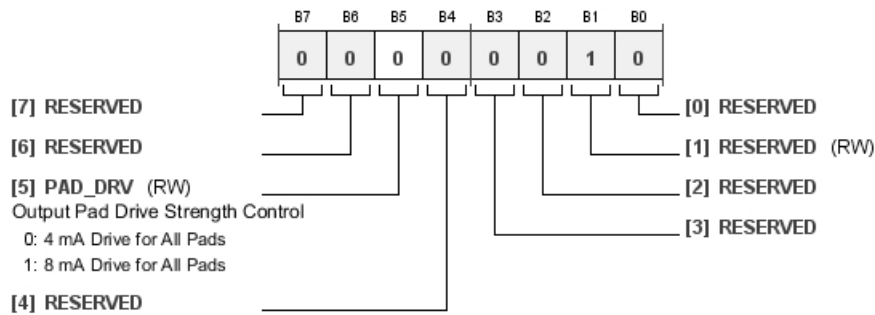 B7 B6 B5 B4 B3 B2 B1 B0
0 0 0 0 0 0 1 0
[7] RESERVED
[0] RESERVED
[6] RESERVED
[1] RESERVED (RW)
[5] PAD_DRV (RW)
[2] RESERVED
Output Pad Drive Strength Control
[3] RESERVED
0: 4 mA Drive for All Pads
1: 8 mA Drive for All Pads
[4] RESERVED